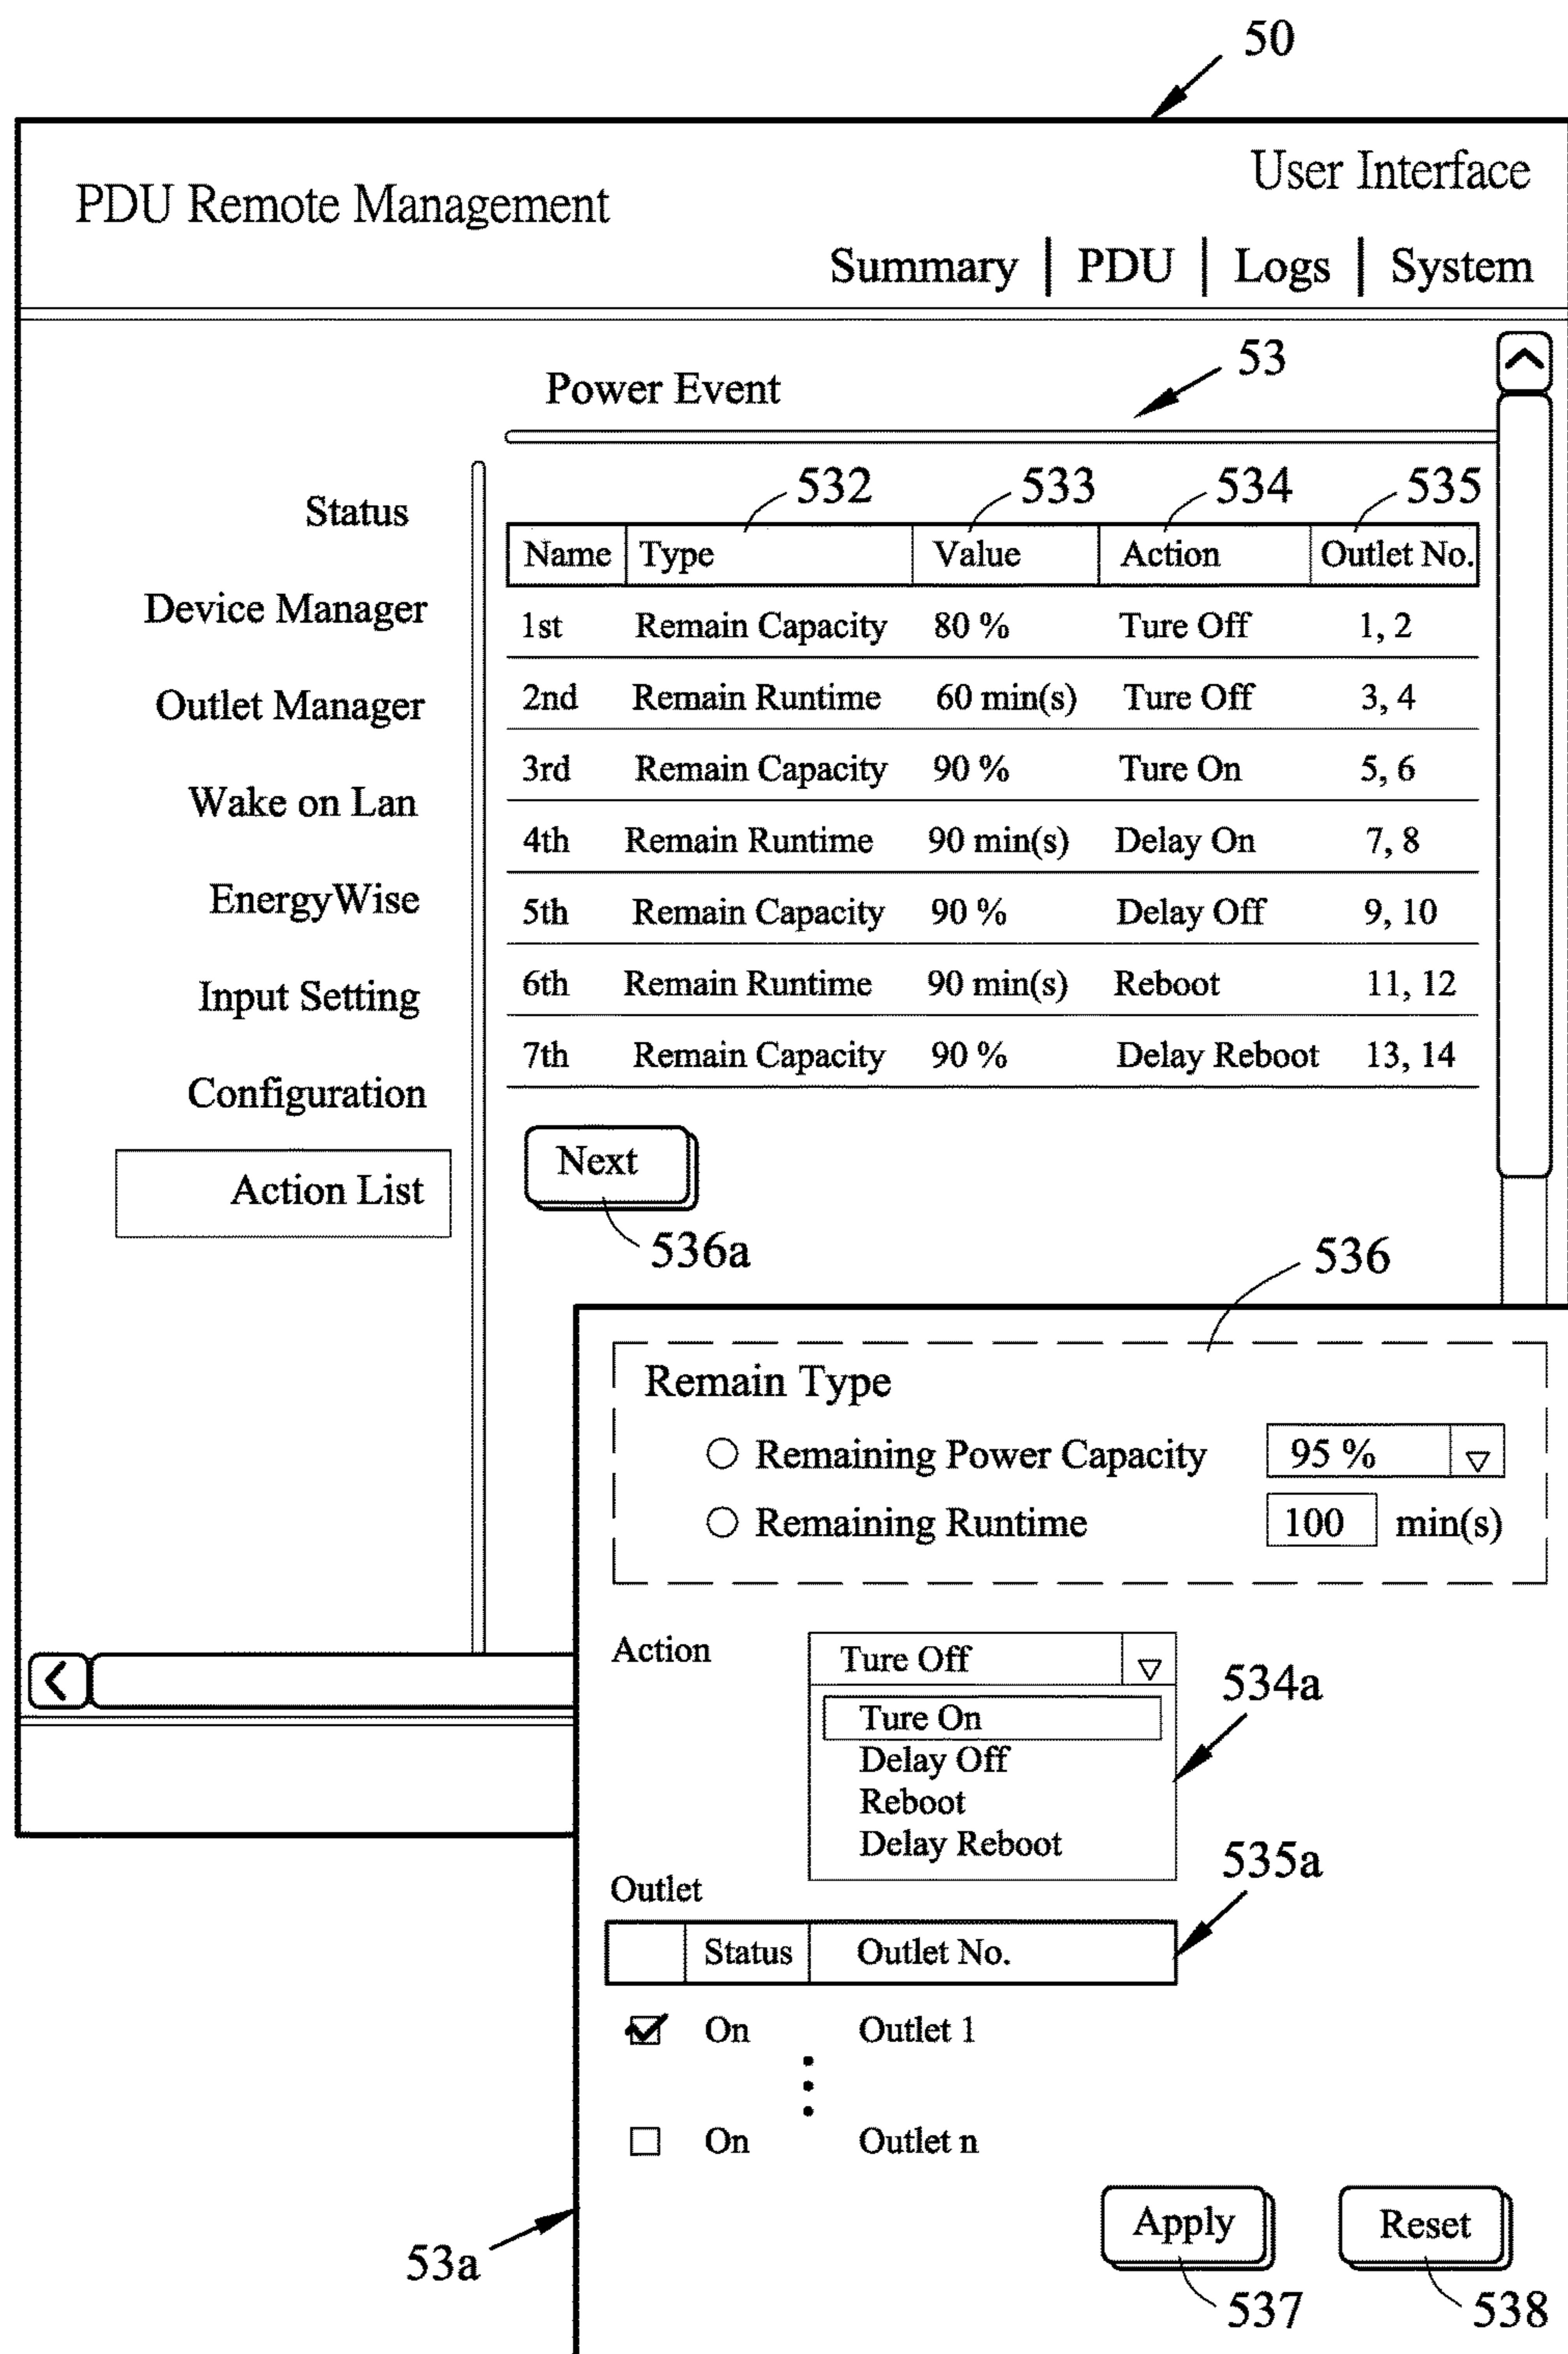 50
User Interface
PDU Remote Management
Summary | PDU | Logs | System
53
Power Event
532 533 534 535
Status
Device Manager
Outlet Manager
Wake on Lan
EnergyWise
Input Setting
Configuration
Action List
Name Type Value Action Outlet No.
1st Remain Capacity 80 % Ture Off 1, 2
2nd Remain Runtime 60 min(s) Ture Off 3, 4
3rd Remain Capacity 90 % Ture On 5, 6
4th Remain Runtime 90 min(s) Delay On 7, 8
5th Remain Capacity 90 % Delay Off 9, 10
6th Remain Runtime 90 min(s) Reboot 11, 12
7th Remain Capacity 90 % Delay Reboot 13, 14
Next
536a
536
Remain Type
Remaining Power Capacity 95 %
Remaining Runtime 100 min(s)
Action Ture Off
534a
Ture On
Delay Off
Reboot
Delay Reboot
535a
Outlet
Status Outlet No.
On Outlet 1
On Outlet n
Apply Reset
53a
537 538